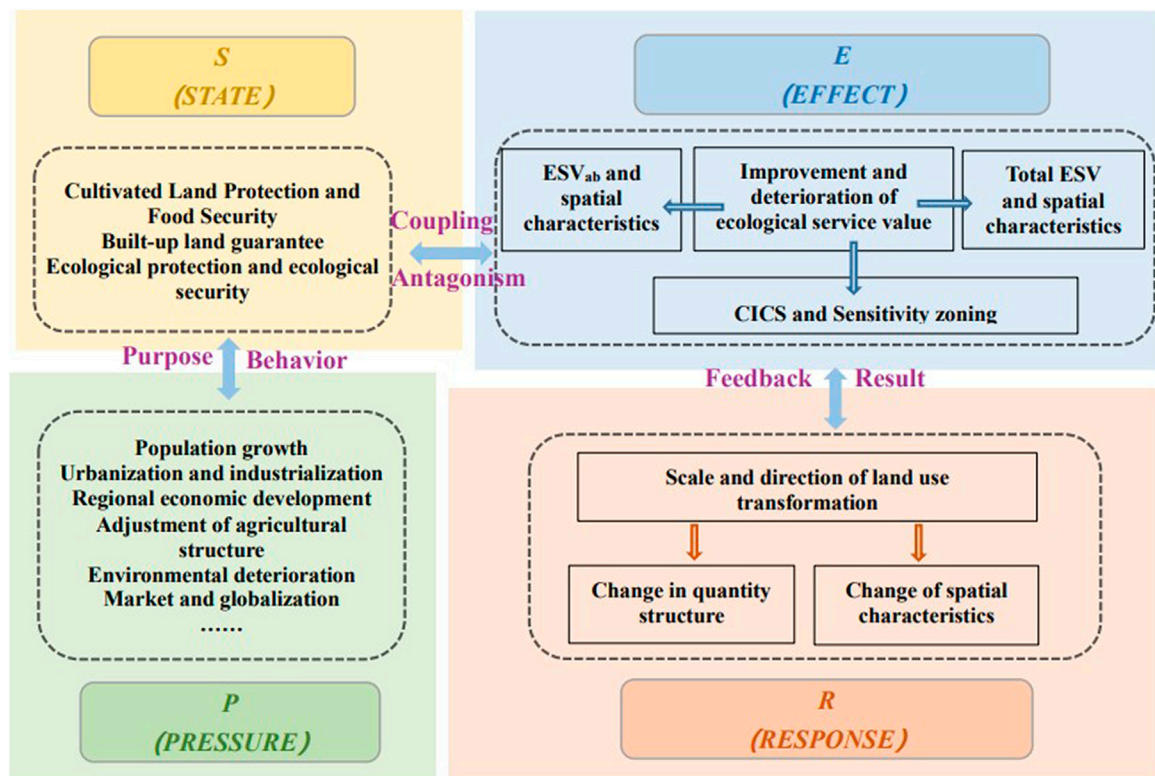 S
(STATE)
Cultivated Land Protection and
Food Security
Built-up land guarantee
Ecological protection and ecological
security
Coupling
Antagonism
E
(EFFECT)
ESVab and
spatial
characteristics
Improvement and
deterioration of
ecological service value
Total ESV
and spatial
characteristics
CICS and Sensitivity zoning
Purpose
Behavior
Feedback
Result
Population growth
Urbanization and industrialization
Regional economic development
Adjustment of agricultural
structure
Environmental deterioration
Market and globalization
……
P
(PRESSURE)
Scale and direction of land use
transformation
Change in quantity
structure
Change of spatial
characteristics
R
(RESPONSE)